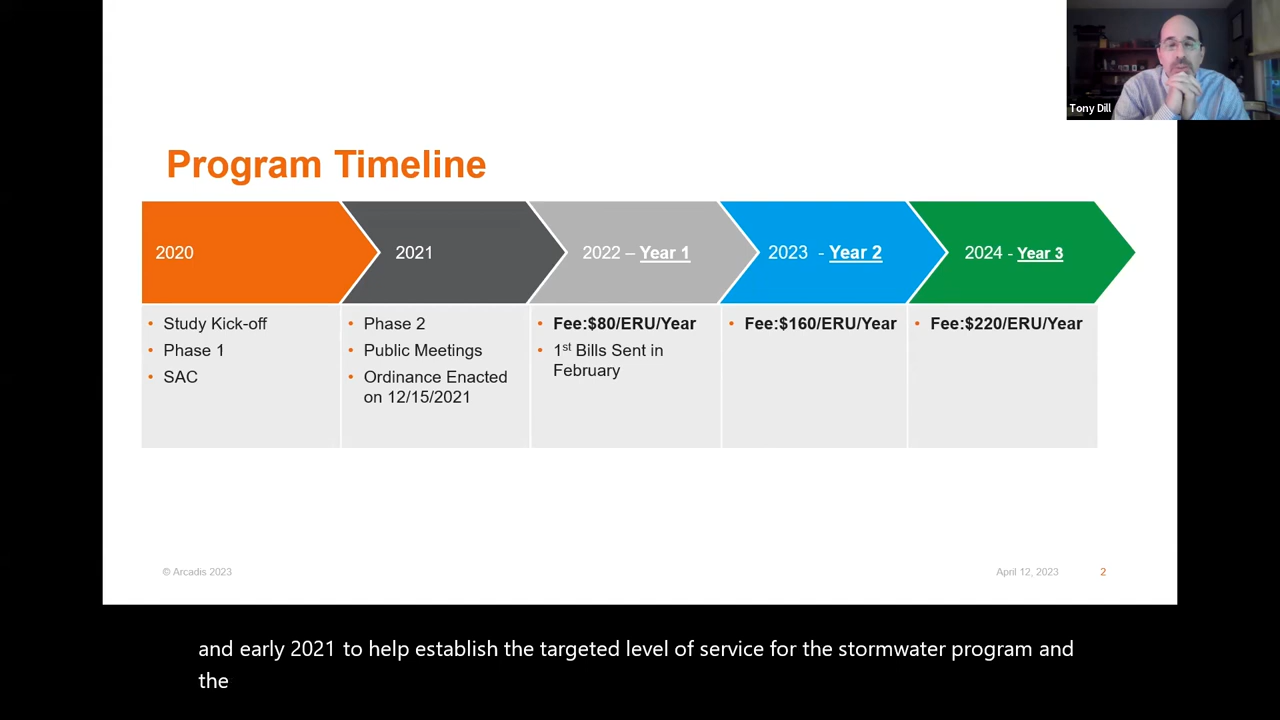 Tony Dill
Program Timeline
2020
2021
2022 – Year 1
2023 - Year 2
2024 - Year 3
• Study Kick-off
• Phase 1
• SAC
• Phase 2
• Public Meetings
• Ordinance Enacted
on 12/15/2021
• Fee:$80/ERU/Year
• 1st Bills Sent in
February
• Fee:$160/ERU/Year
• Fee:$220/ERU/Year
© Arcadis 2023
April 12, 2023
2
and early 2021 to help establish the targeted level of service for the stormwater program and
the